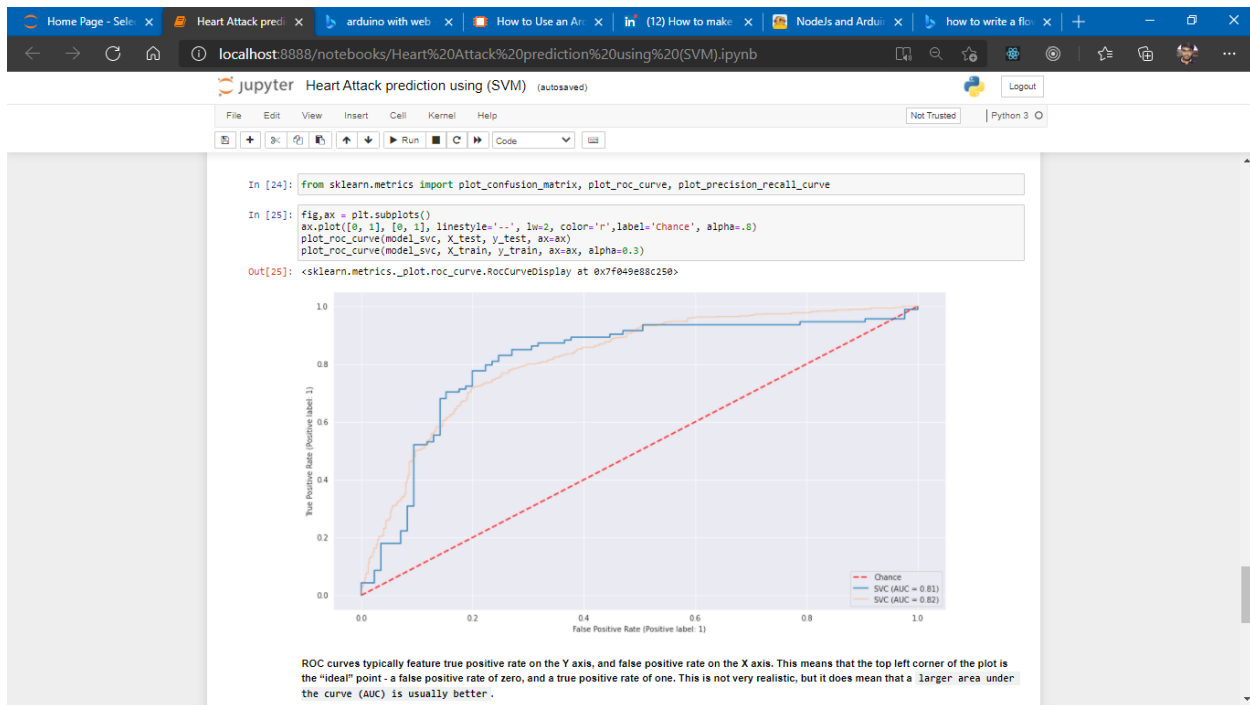 Home Page - Sele
Heart Attack predi
arduino with web
How to Use an Arc
in (12) How to make
NodeJs and Ardui
how to write a flo
localhost:8888/notebooks/Heart%20Attack%20prediction%20using%20(SVM).ipynb
jupyter Heart Attack prediction using (SVM) (autosaved)
Logout
File Edit View Insert Cell Kernel Help
Not Trusted
Python 3
Run
Code
In [24]: from sklearn.metrics import plot_confusion_matrix, plot_roc_curve, plot_precision_recall_curve
In [25]: fig,ax = plt.subplots()
ax.plot([0, 1], [0, 1], linestyle='--', lw=2, color='r',label='Chance', alpha=.8)
plot_roc_curve(model_svc, X_test, y_test, ax=ax)
plot_roc_curve(model_svc, X_train, y_train, ax=ax, alpha=0.3)
Out[25]: <sklearn.metrics._plot.roc_curve.RocCurveDisplay at 0x7f049e88c250>
1.0
0.8
0.6
0.4
0.2
0.0
True Positive Rate (Positive label: 1)
Chance
SVC (AUC = 0.81)
SVC (AUC = 0.82)
0.0 0.2 0.4 0.6 0.8 1.0
False Positive Rate (Positive label: 1)
ROC curves typically feature true positive rate on the Y axis, and false positive rate on the X axis. This means that the top left corner of the plot is
the “ideal” point - a false positive rate of zero, and a true positive rate of one. This is not very realistic, but it does mean that a larger area under
the curve (AUC) is usually better .